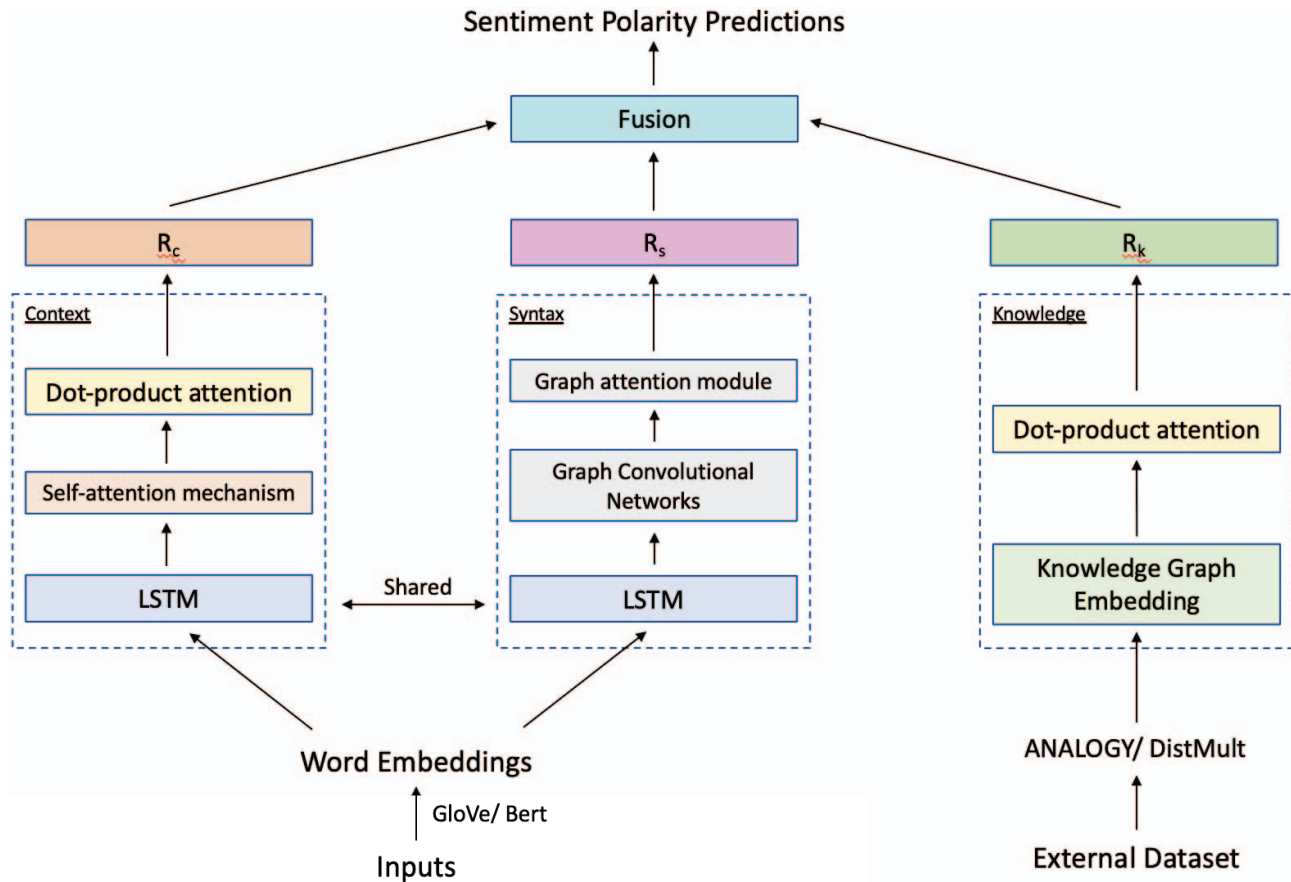 Sentiment Polarity Predictions
Fusion
Rc
Rs
Rk
Context
Dot-product attention
Self-attention mechanism
LSTM
Shared
Syntax
Graph attention module
Graph Convolutional
Networks
LSTM
Knowledge
Dot-product attention
Knowledge Graph
Embedding
Word Embeddings
GloVe/ Bert
Inputs
ANALOGY/ DistMult
External Dataset